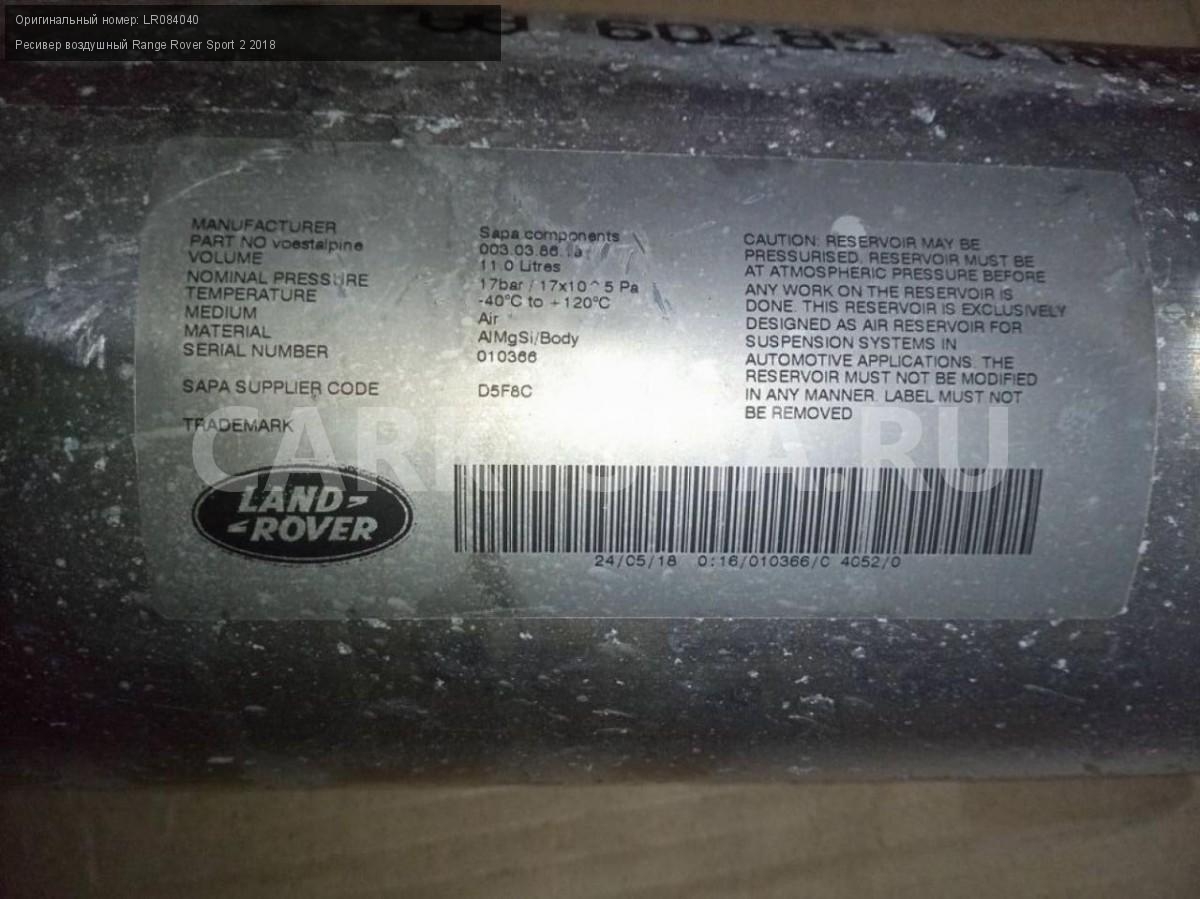 Оригинальный номер: LR084040
Ресивер воздушный Range Rover Sport 2 2018
MANUFACTURER Sapa components
PART NO voestalpine
VOLUME 11.0 Litres
NOMINAL PRESSURE 17bar / 17x10^5 Pa
TEMPERATURE -40°C to +120°C
MEDIUM Air
MATERIAL AlMgSi/Body
SERIAL NUMBER 010366
SAPA SUPPLIER CODE D5F8C
TRADEMARK
LAND
ROVER
CAUTION: RESERVOIR MAY BE
PRESSURISED. RESERVOIR MUST BE
AT ATMOSPHERIC PRESSURE BEFORE
ANY WORK ON THE RESERVOIR IS
DONE. THIS RESERVOIR IS EXCLUSIVELY
DESIGNED AS AIR RESERVOIR FOR
SUSPENSION SYSTEMS IN
AUTOMOTIVE APPLICATIONS. THE
RESERVOIR MUST NOT BE MODIFIED
IN ANY MANNER. LABEL MUST NOT
BE REMOVED
24/05/18 0:16/010366/C 4052/0